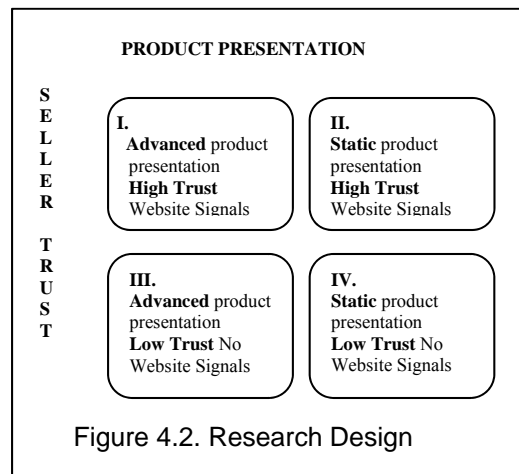 PRODUCT PRESENTATION
SELLER TRUST
I.
Advanced product
presentation
High Trust
Website Signals
II.
Static product
presentation
High Trust
Website Signals
III.
Advanced product
presentation
Low Trust No
Website Signals
IV.
Static product
presentation
Low Trust No
Website Signals
Figure 4.2. Research Design